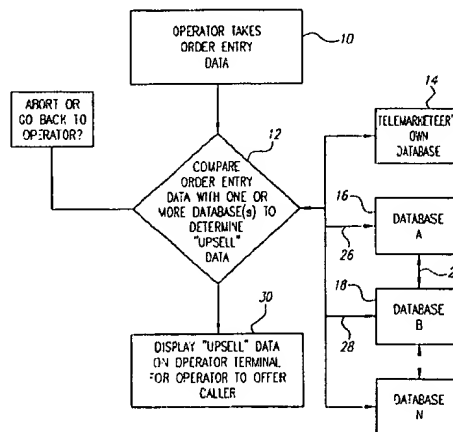 OPERATOR TAKES
ORDER ENTRY
DATA
10
ABORT OR
GO BACK TO
OPERATOR?
12
COMPARE
ORDER ENTRY
DATA WITH ONE OR
MORE DATABASE(s) TO
DETERMINE
"UPSELL"
DATA
14
TELEMARKETEER'
OWN
DATABASE
16
DATABASE
A
26
2
18
DATABASE
B
28
30
DISPLAY "UPSELL" DATA
ON OPERATOR TERMINAL
FOR OPERATOR TO OFFER
CALLER
DATABASE
N